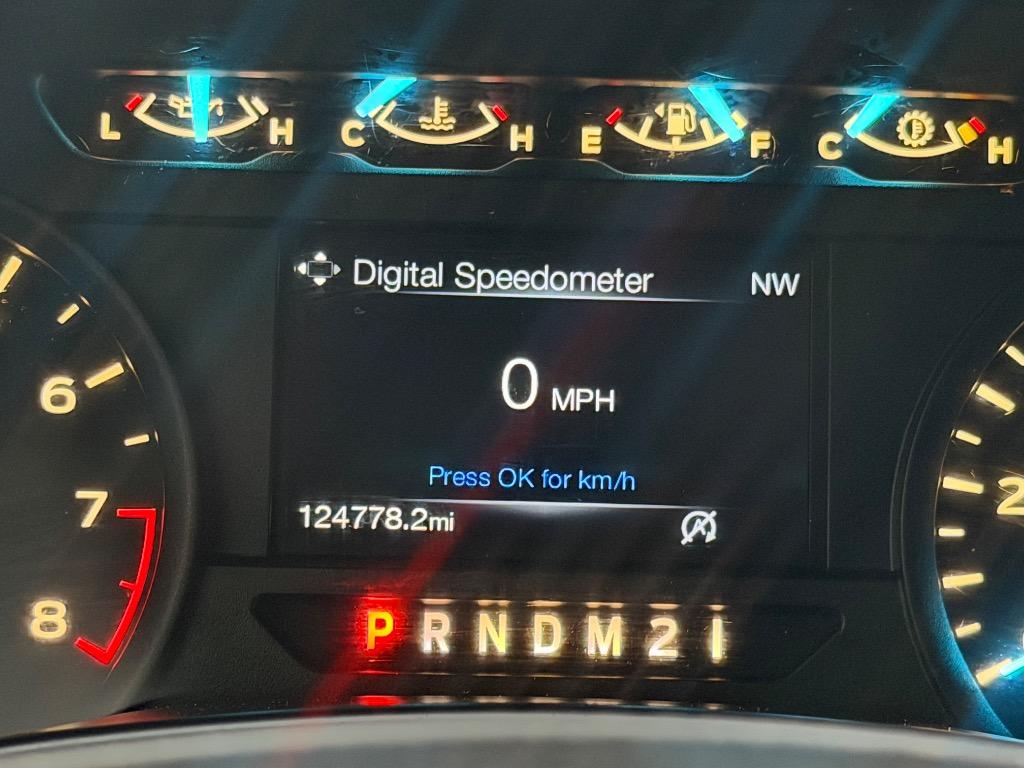 L H C H E F C H
Digital Speedometer NW
0 MPH
6
7
8
2
Press OK for km/h
124778.2mi
P R N D M 2 1